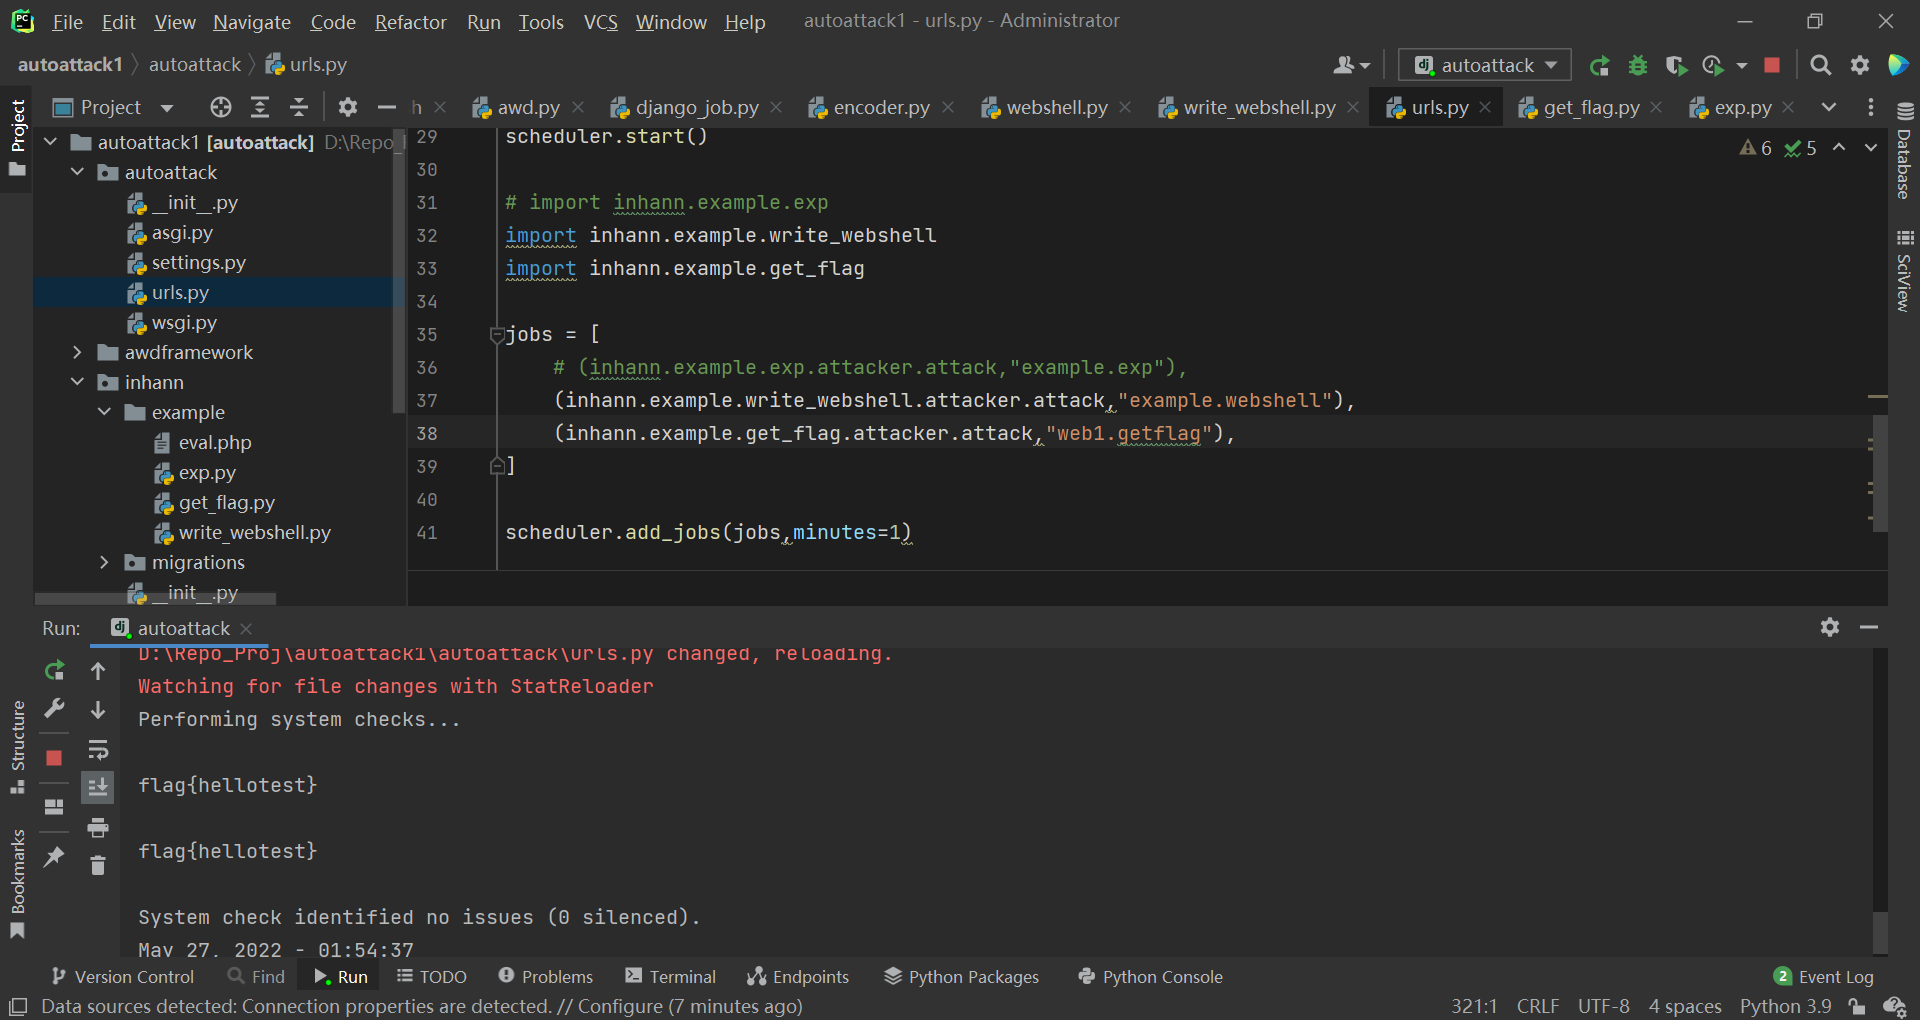 File Edit View Navigate Code Refactor Run Tools VCS Window Help autoattack1 - urls.py - Administrator
autoattack1 autoattack urls.py autoattack
Project h awd.py django_job.py encoder.py webshell.py write_webshell.py urls.py get_flag.py exp.py
Project
Database
SciView
autoattack1 [autoattack] D:\Repo_
autoattack
__init__.py
asgi.py
settings.py
urls.py
wsgi.py
awdframework
inhann
example
eval.php
exp.py
get_flag.py
write_webshell.py
migrations
__init__.py
6 5
29 scheduler.start()
30
31 # import inhann.example.exp
32 import inhann.example.write_webshell
33 import inhann.example.get_flag
34
35 jobs = [
36 # (inhann.example.exp.attacker.attack,"example.exp"),
37 (inhann.example.write_webshell.attacker.attack,"example.webshell"),
38 (inhann.example.get_flag.attacker.attack,"web1.getflag"),
39 ]
40
41 scheduler.add_jobs(jobs,minutes=1)
Run: autoattack
D:\Repo_Proj\autoattack1\autoattack\urls.py changed, reloading.
Watching for file changes with StatReloader
Performing system checks...
flag{hellotest}
flag{hellotest}
System check identified no issues (0 silenced).
May 27, 2022 - 01:54:37
Structure
Bookmarks
Version Control Find Run TODO Problems Terminal Endpoints Python Packages Python Console 2 Event Log
Data sources detected: Connection properties are detected. // Configure (7 minutes ago) 321:1 CRLF UTF-8 4 spaces Python 3.9